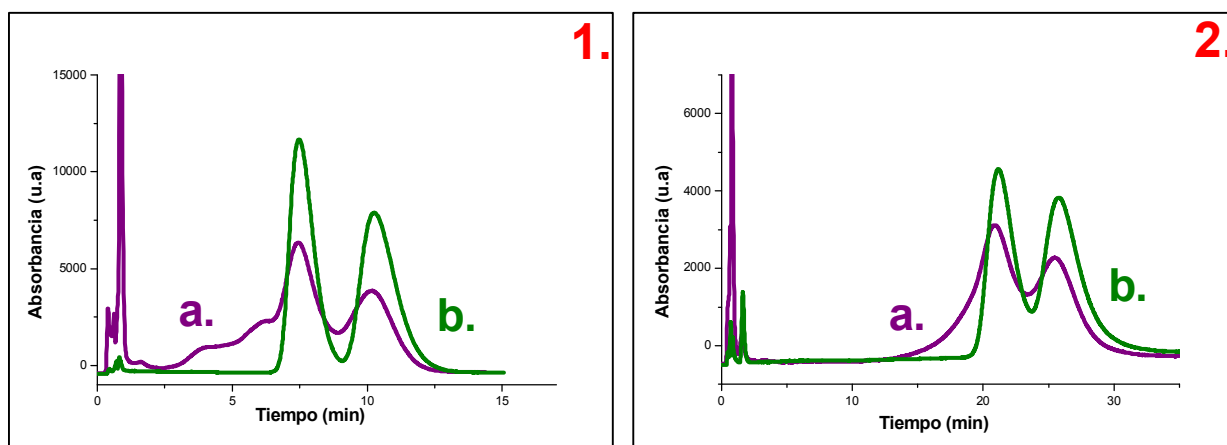 1.
15000
10000
5000
0
Absorbancia (u.a)
a.
b.
0 5 10 15
Tiempo (min)
2.
6000
4000
2000
0
Absorbancia (u.a)
a.
b.
0 10 20 30
Tiempo (min)